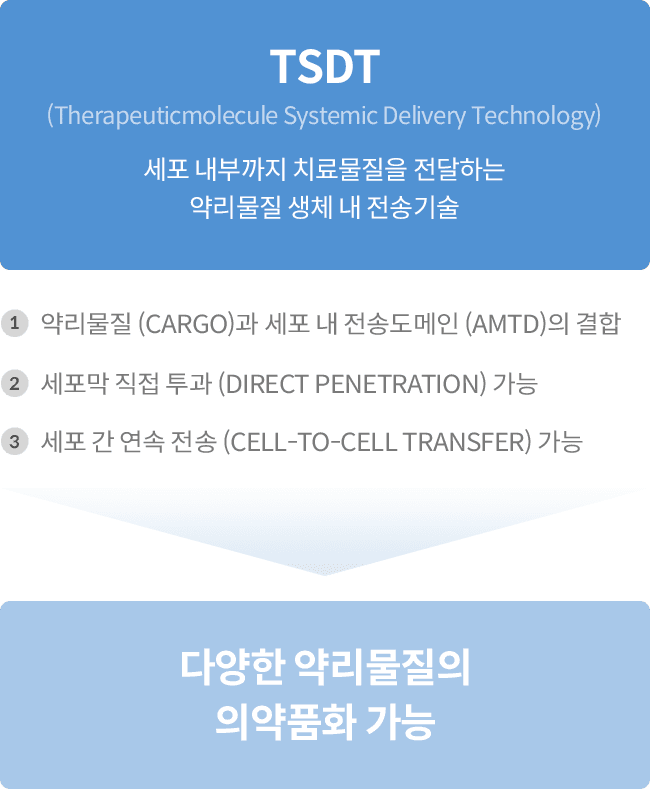 TSDT
(Therapeuticmolecule Systemic Delivery Technology)
세포 내부까지 치료물질을 전달하는
약리물질 생체 내 전송기술
1 약리물질 (CARGO)과 세포 내 전송도메인 (AMTD)의 결합
2 세포막 직접 투과 (DIRECT PENETRATION) 가능
3 세포 간 연속 전송 (CELL-TO-CELL TRANSFER) 가능
다양한 약리물질의
의약품화 가능